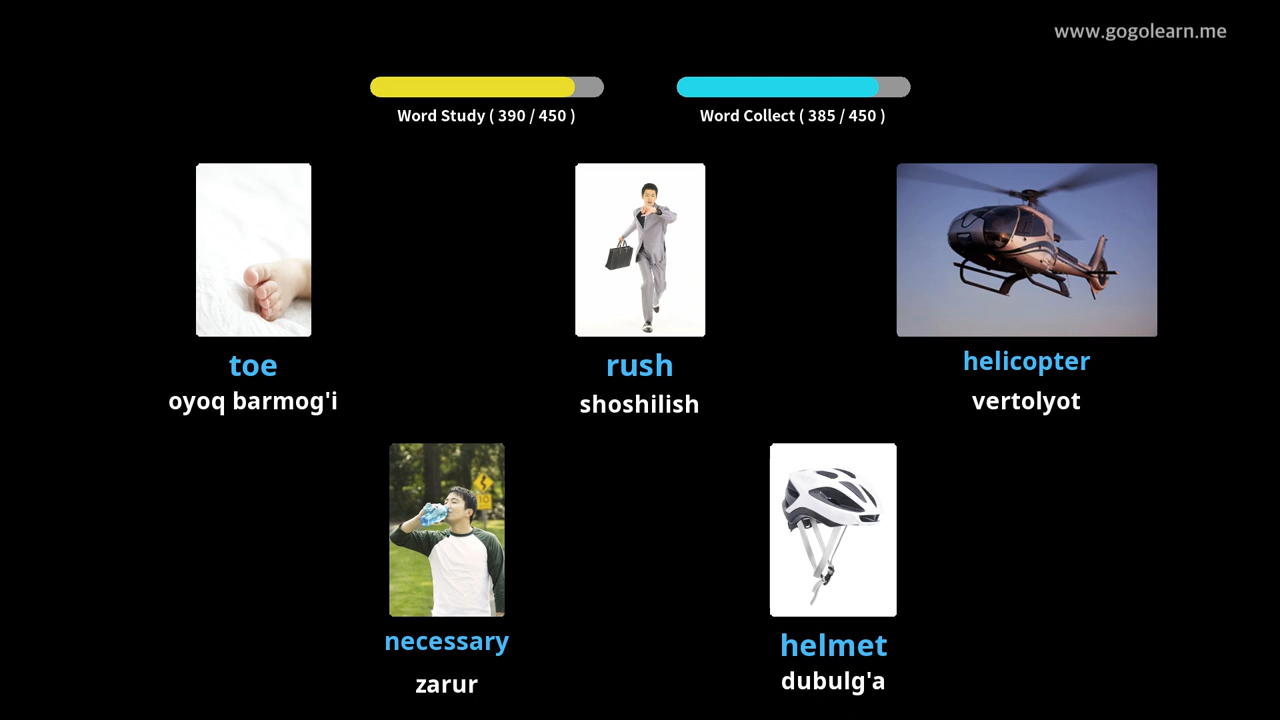 www.gogolearn.me
Word Study ( 390 / 450 )
Word Collect ( 385 / 450 )
toe
oyoq barmog'i
rush
shoshilish
helicopter
vertolyot
10
necessary
zarur
helmet
dubulg'a